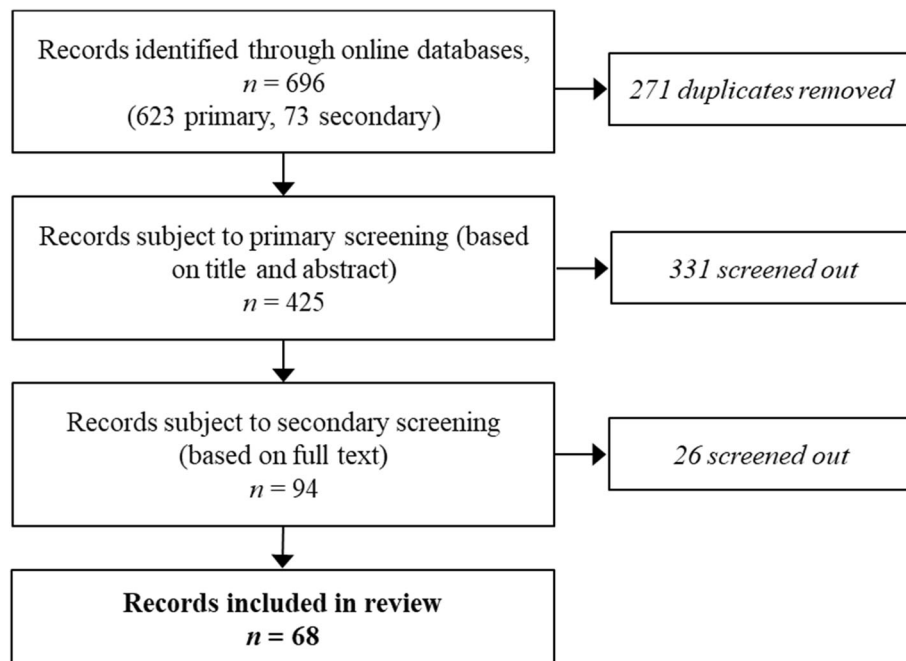 Records identified through online databases,
n = 696
(623 primary, 73 secondary)
271 duplicates removed
Records subject to primary screening (based
on title and abstract)
n = 425
331 screened out
Records subject to secondary screening
(based on full text)
n = 94
26 screened out
Records included in review
n = 68